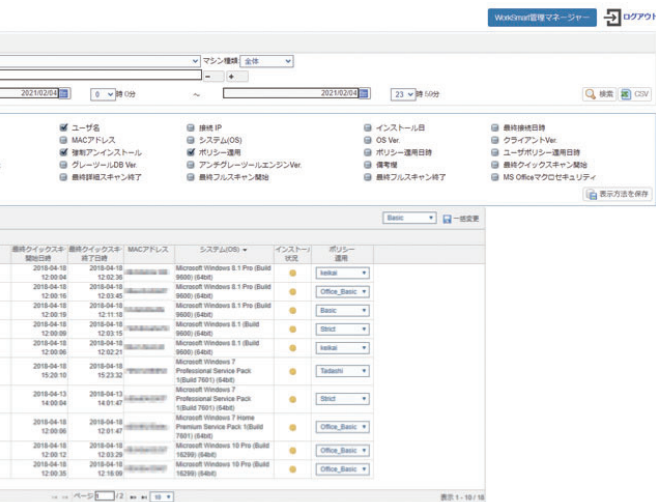 WorkSmart管理マネージャー ログアウト
マシン種類: 全体
- +
2021/02/04 0 時 0分 ~ 2021/02/04 23 時 59分 検索 CSV
ユーザ名 接続 IP インストール日 最終接続日時
MACアドレス システム(OS) OS Ver. クライアントVer.
強制アンインストール ポリシー適用 ポリシー適用日時 ユーザポリシー適用日時
グレーツールDB Ver. アンチグレーツールエンジンVer. 備考欄 最終クイックスキャン開始
最終詳細スキャン終了 最終フルスキャン開始 最終フルスキャン終了 MS Officeマクロセキュリティ
表示方法を保存
Basic 一括変更
最終クイックスキ 最終クイックスキ MACアドレス システム(OS) インストー ポリシー
開始日時 終了日時 状況 適用
2018-04-18 2018-04-18 Microsoft Windows 8.1 Pro (Build
12:00:04 12:02:36 9600) (64bit) keikai
2018-04-18 2018-04-18 Microsoft Windows 8.1 Pro (Build
12:00:16 12:03:45 9600) (64bit) Office_Basic
2018-04-18 2018-04-18 Microsoft Windows 8.1 Pro (Build
12:00:19 12:11:18 9600) (64bit) Basic
2018-04-18 2018-04-18 Microsoft Windows 8.1 (Build
12:00:09 12:03:15 9600) (64bit) Strict
2018-04-18 2018-04-18 Microsoft Windows 8.1 (Build
12:00:06 12:02:21 9600) (64bit) keikai
2018-04-18 2018-04-18 Microsoft Windows 7
15:20:10 15:23:32 Professional Service Pack Tadashi
1(Build 7601) (64bit)
2018-04-13 2018-04-13 Microsoft Windows 7
14:00:04 14:01:47 Professional Service Pack Strict
1(Build 7601) (64bit)
2018-04-18 2018-04-18 Microsoft Windows 7 Home
12:00:06 12:01:47 Premium Service Pack 1(Build Office_Basic
7601) (64bit)
2018-04-18 2018-04-18 Microsoft Windows 10 Pro (Build
12:00:12 12:03:29 16299) (64bit) Office_Basic
2018-04-18 2018-04-18 Microsoft Windows 10 Pro (Build
12:00:35 12:18:09 16299) (64bit) Office_Basic
ページ 1 / 2 10 表示 1 - 10 / 18